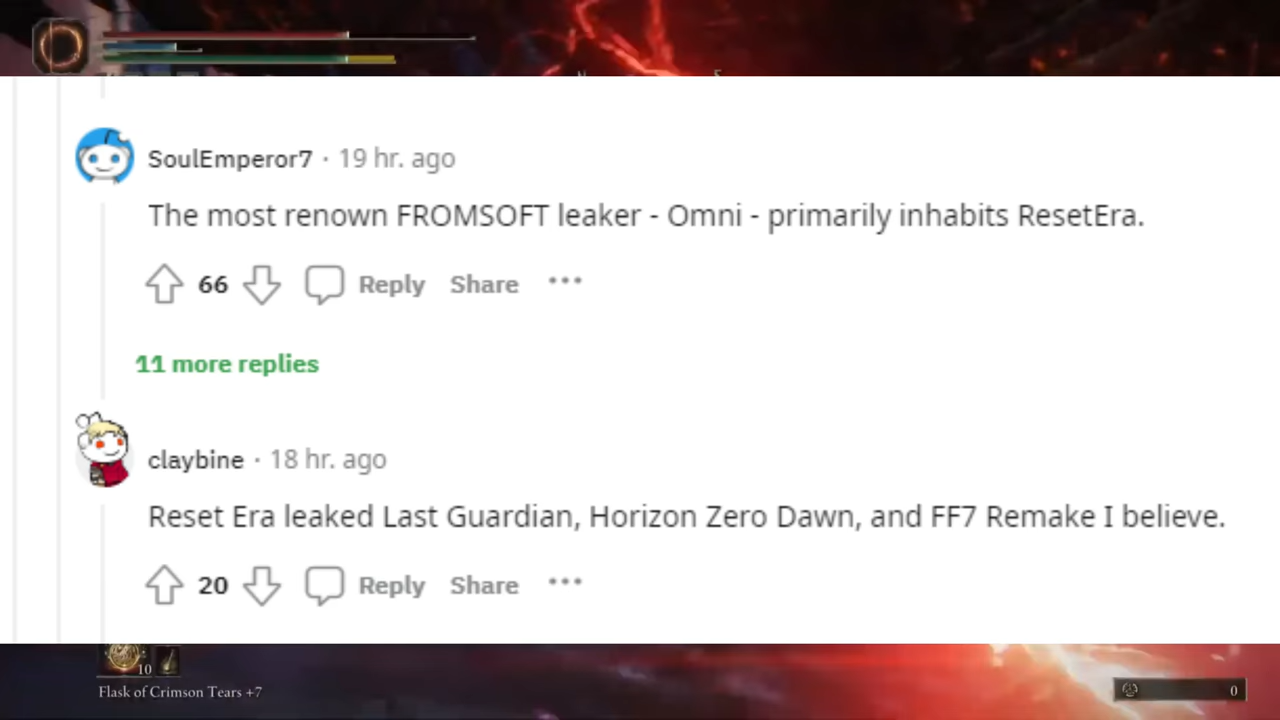 SoulEmperor7 · 19 hr. ago
The most renown FROMSOFT leaker - Omni - primarily inhabits ResetEra.
66 Reply Share ...
11 more replies
claybine · 18 hr. ago
Reset Era leaked Last Guardian, Horizon Zero Dawn, and FF7 Remake I believe.
20 Reply Share ...
10
Flask of Crimson Tears +7
0